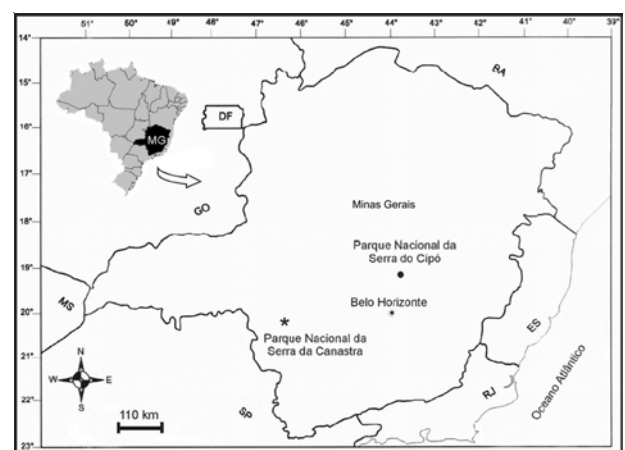 51° 50° 49° 48° 47° 46° 45° 44° 43° 42° 41° 40° 39°
14°
15°
16°
17°
18°
19°
20°
21°
22°
23°
BA
DF
MG
GO
Minas Gerais
Parque Nacional da
Serra do Cipó
Belo Horizonte
MS
Parque Nacional da
Serra da Canastra
ES
RJ
Oceano Atlântico
N
W E
S
SP
110 km